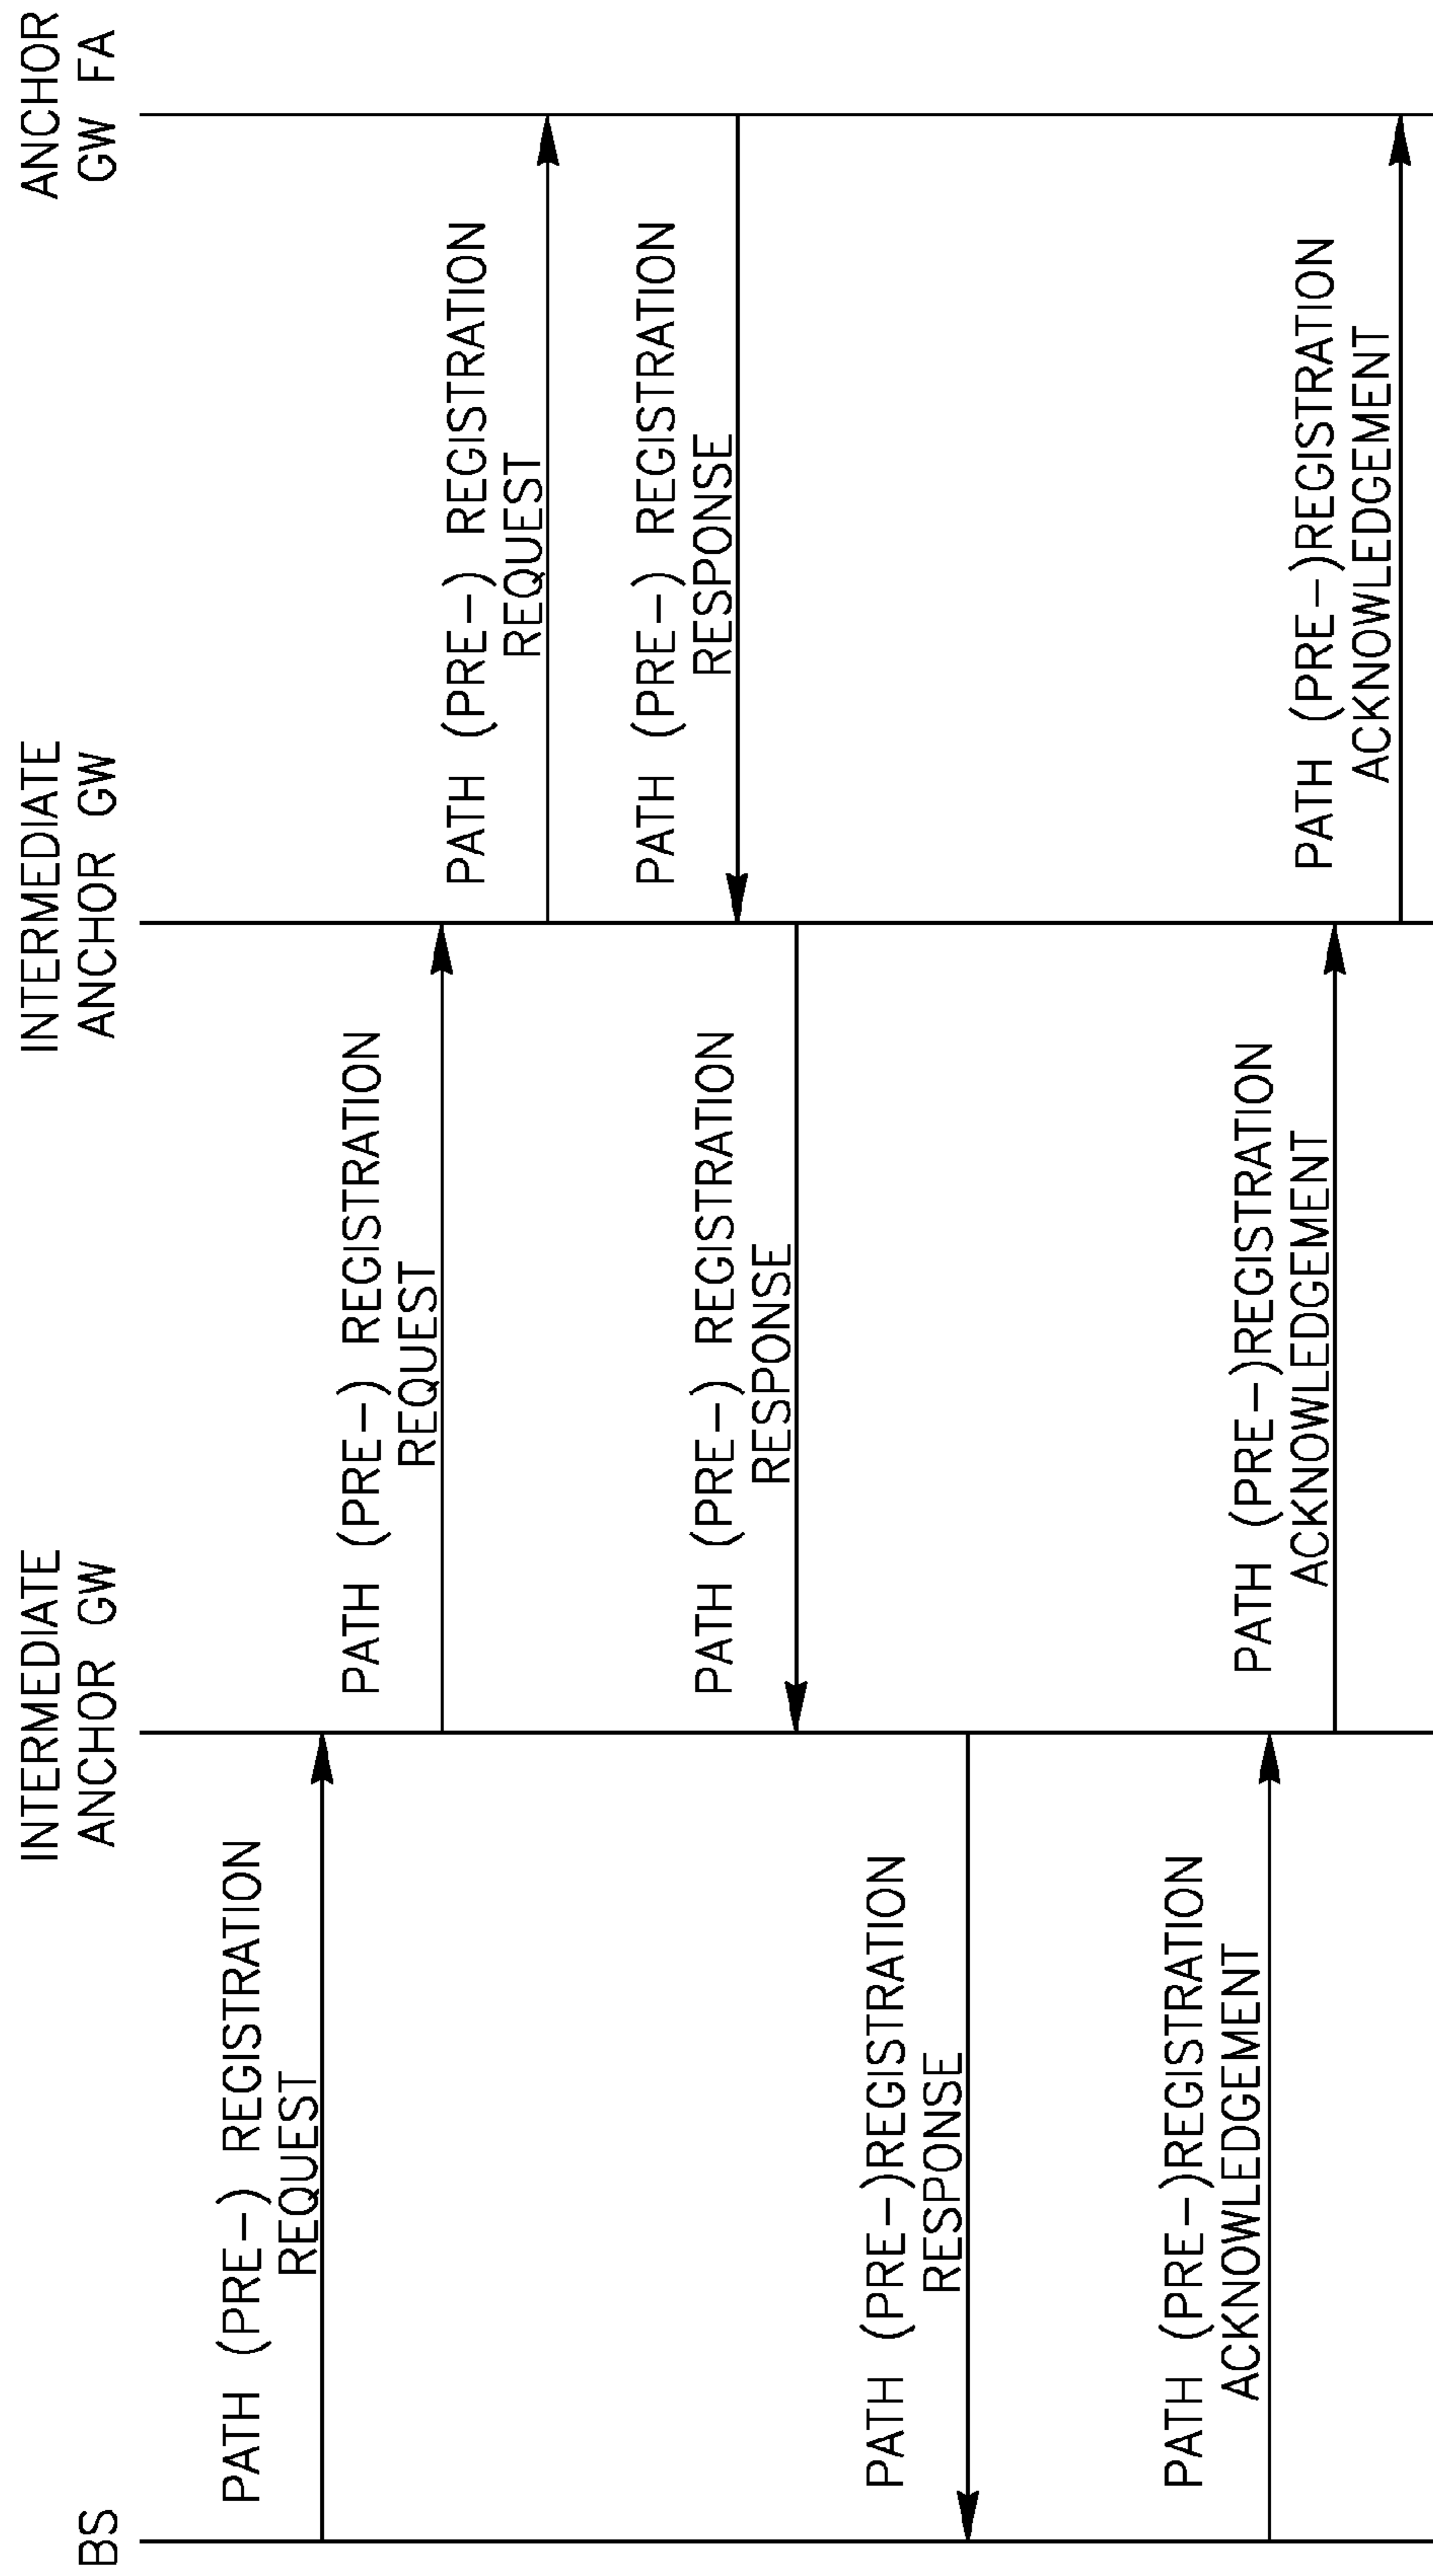 BS
INTERMEDIATE
ANCHOR GW
INTERMEDIATE
ANCHOR GW
ANCHOR
GW FA
PATH (PRE-) REGISTRATION
REQUEST
PATH (PRE-) REGISTRATION
REQUEST
PATH (PRE-) REGISTRATION
REQUEST
PATH (PRE-) REGISTRATION
RESPONSE
PATH (PRE-) REGISTRATION
RESPONSE
PATH (PRE-)REGISTRATION
RESPONSE
PATH (PRE-)REGISTRATION
ACKNOWLEDGEMENT
PATH (PRE-)REGISTRATION
ACKNOWLEDGEMENT
PATH (PRE-)REGISTRATION
ACKNOWLEDGEMENT